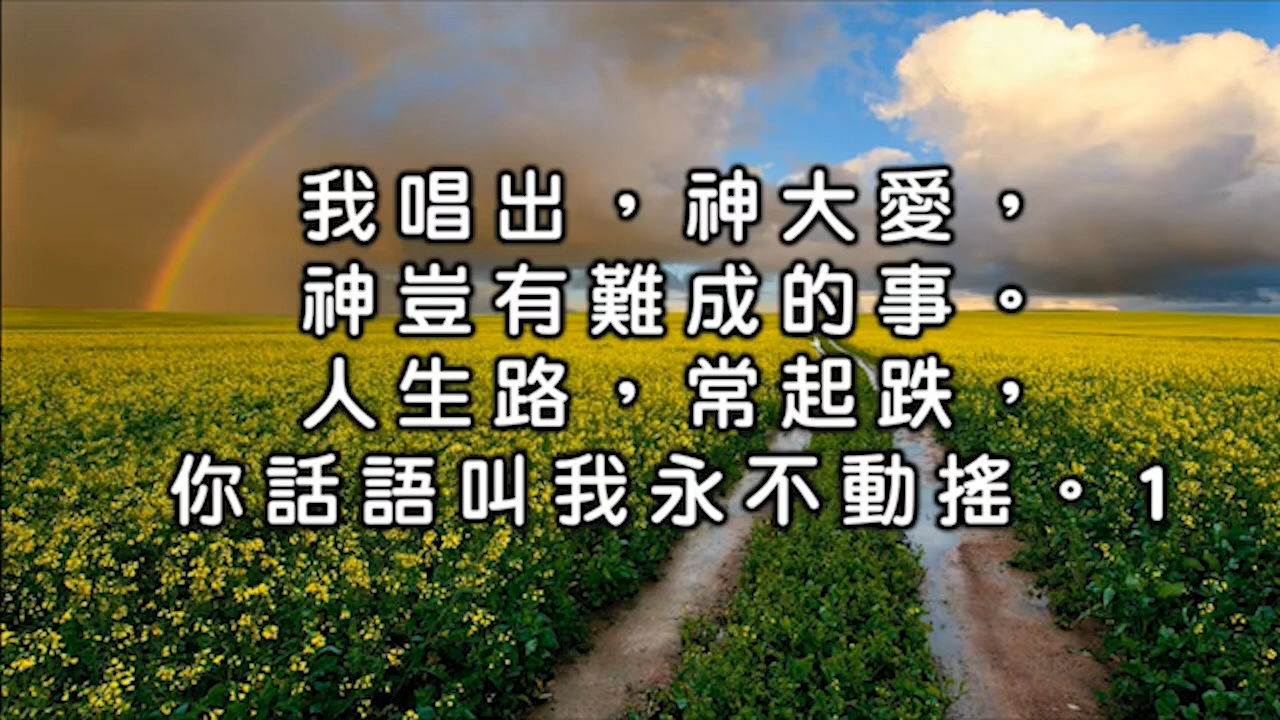 我唱出，神大愛，
神豈有難成的事。
人生路，常起跌，
你話語叫我永不動搖。1